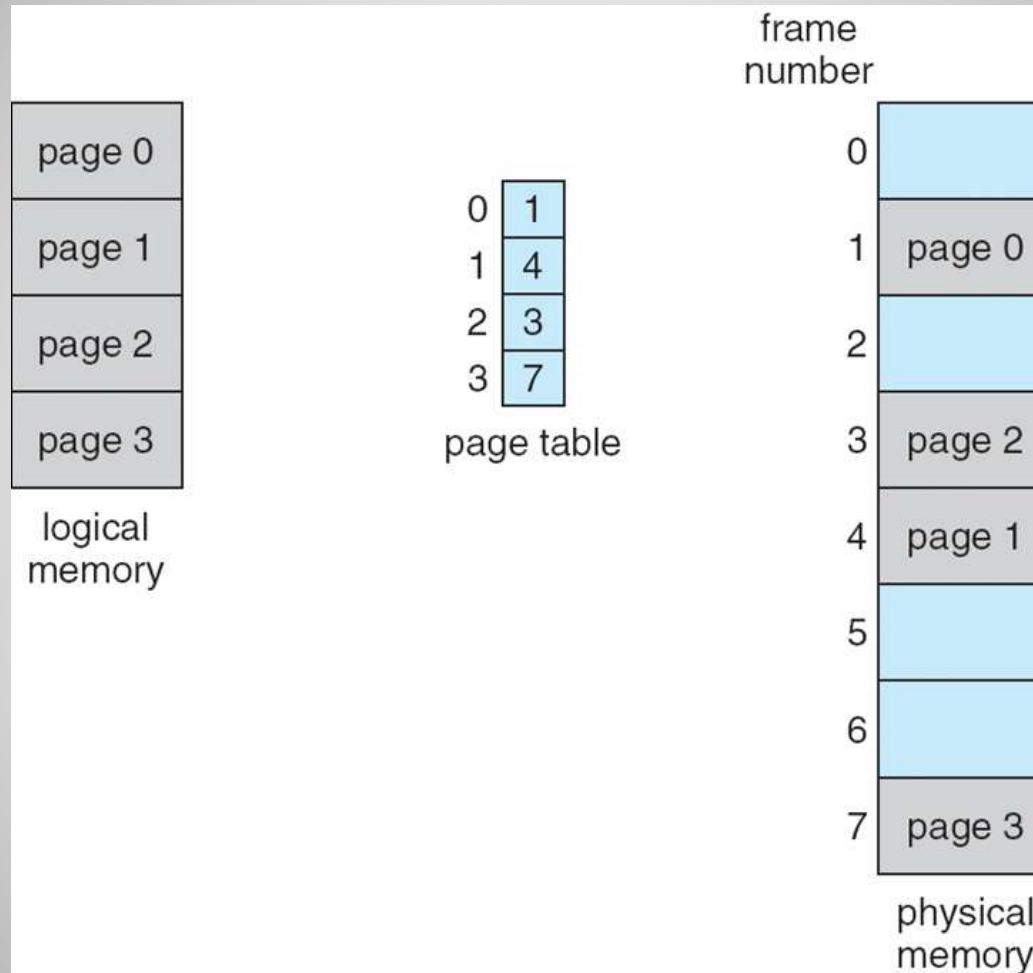 page 0
page 1
page 2
page 3
logical
memory
0 1
1 4
2 3
3 7
page table
frame
number
0
1 page 0
2
3 page 2
4 page 1
5
6
7 page 3
physical
memory